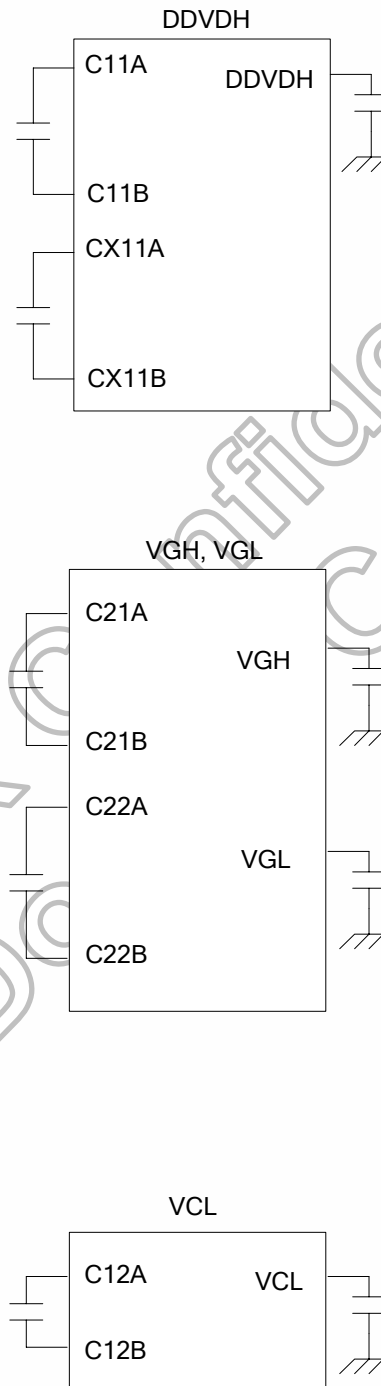 DDVDH
C11A
DDVDH
C11B
CX11A
CX11B
VGH, VGL
C21A
VGH
C21B
C22A
VGL
C22B
VCL
C12A
VCL
C12B